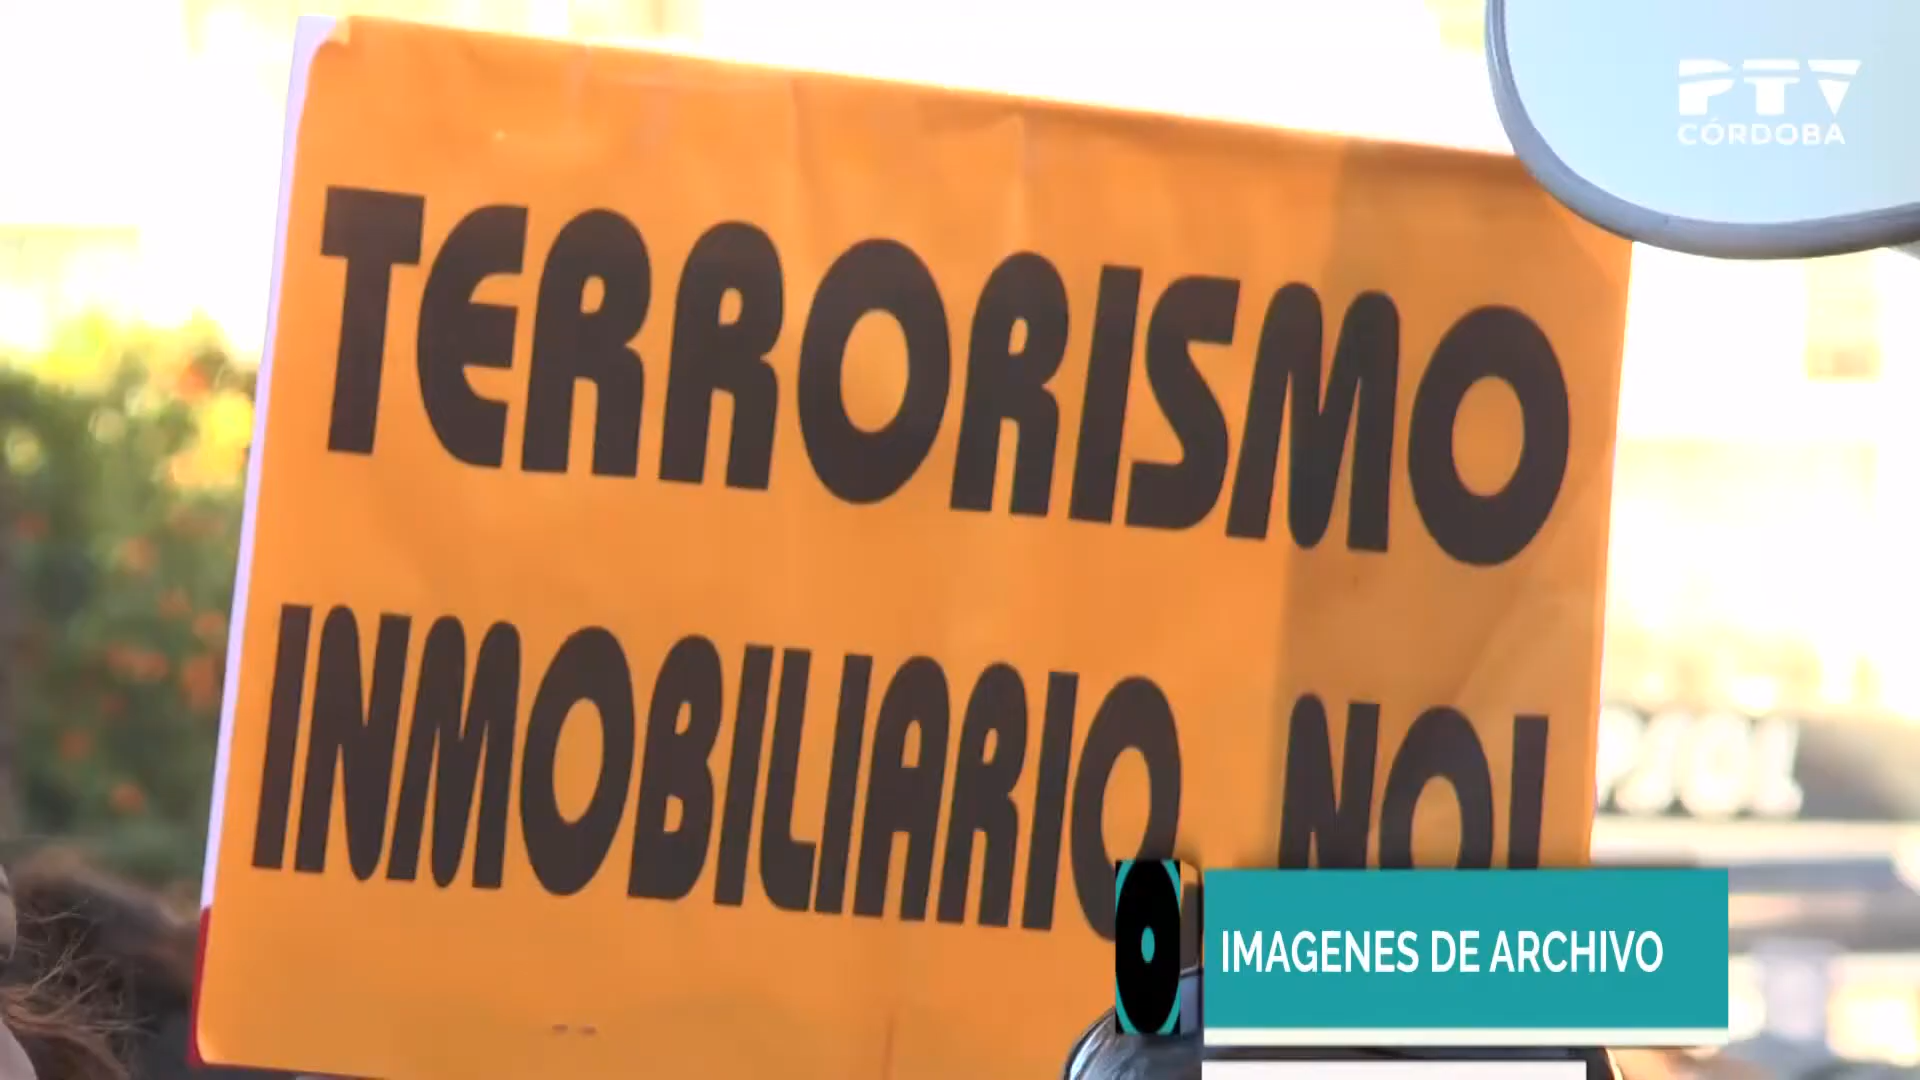 PTV
CÓRDOBA
TERRORISMO
INMOBILIARIO NO!
IMAGENES DE ARCHIVO